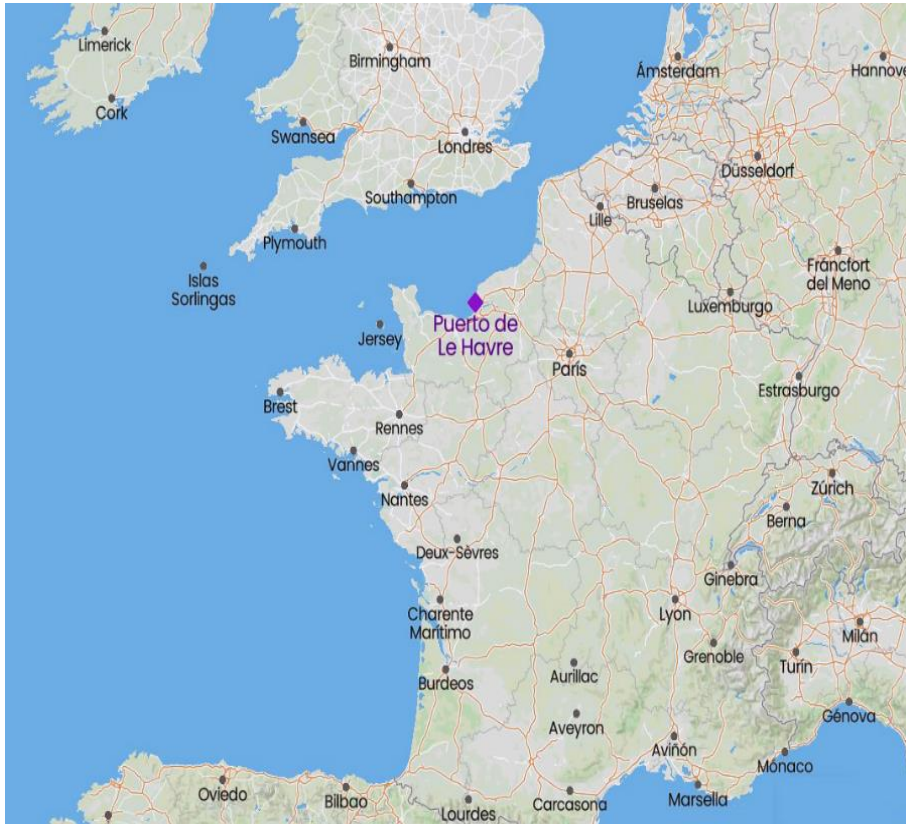 Limerick
Birmingham
Ámsterdam
Hannove
Cork
Swansea
Londres
Düsseldorf
Southampton
Lille
Bruselas
Plymouth
Fráncfort
del Meno
Islas
Sorlingas
Luxemburgo
Puerto de
Le Havre
Jersey
París
Estrasburgo
Brest
Rennes
Vannes
Zúrich
Nantes
Berna
Deux-Sèvres
Ginebra
Charente
Marítimo
Lyon
Milán
Grenoble
Turín
Burdeos
Aurillac
Aveyron
Génova
Aviñón
Mónaco
Oviedo
Bilbao
Lourdes
Carcasona
Marsella